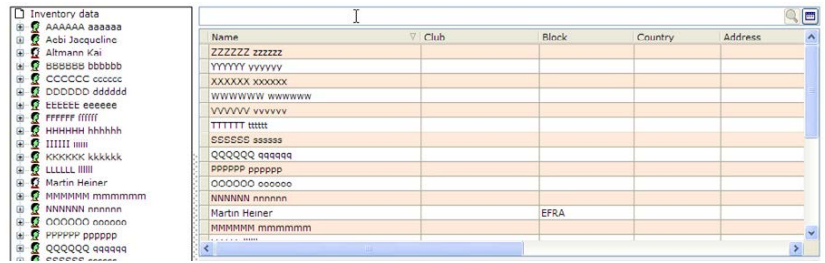 Inventory data
AAAAAA aaaaaa
Aebi Jacqueline
Altmann Kai
BBBBBB bbbbbb
CCCCCC cccccc
DDDDDD dddddd
EEEEEE eeeeee
FFFFFF ffffff
HHHHHH hhhhhh
IIIIII iiiiii
KKKKKK kkkkkk
LLLLLL llllll
Martin Heiner
MMMMMM mmmmmm
NNNNNN nnnnnn
OOOOOO oooooo
PPPPPP pppppp
QQQQQQ qqqqqq
SSSSSS ssssss
Name Club Block Country Address
ZZZZZZ zzzzzz
YYYYYY yyyyyy
XXXXXX xxxxxx
WWWWWW wwwwww
VVVVVV vvvvvv
TTTTTT tttttt
SSSSSS ssssss
QQQQQQ qqqqqq
PPPPPP pppppp
OOOOOO oooooo
NNNNNN nnnnnn
Martin Heiner EFRA
MMMMMM mmmmmm